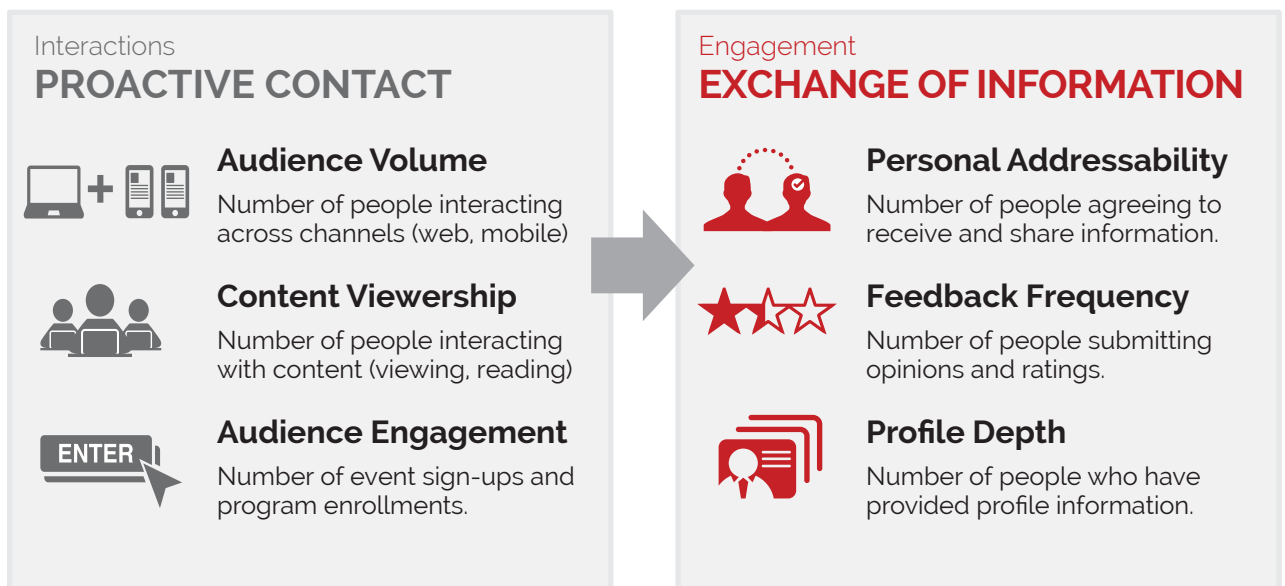 Interactions
PROACTIVE CONTACT
Audience Volume
Number of people interacting
across channels (web, mobile)
Content Viewership
Number of people interacting
with content (viewing, reading)
ENTER
Audience Engagement
Number of event sign-ups and
program enrollments.
Engagement
EXCHANGE OF INFORMATION
Personal Addressability
Number of people agreeing to
receive and share information.
Feedback Frequency
Number of people submitting
opinions and ratings.
Profile Depth
Number of people who have
provided profile information.